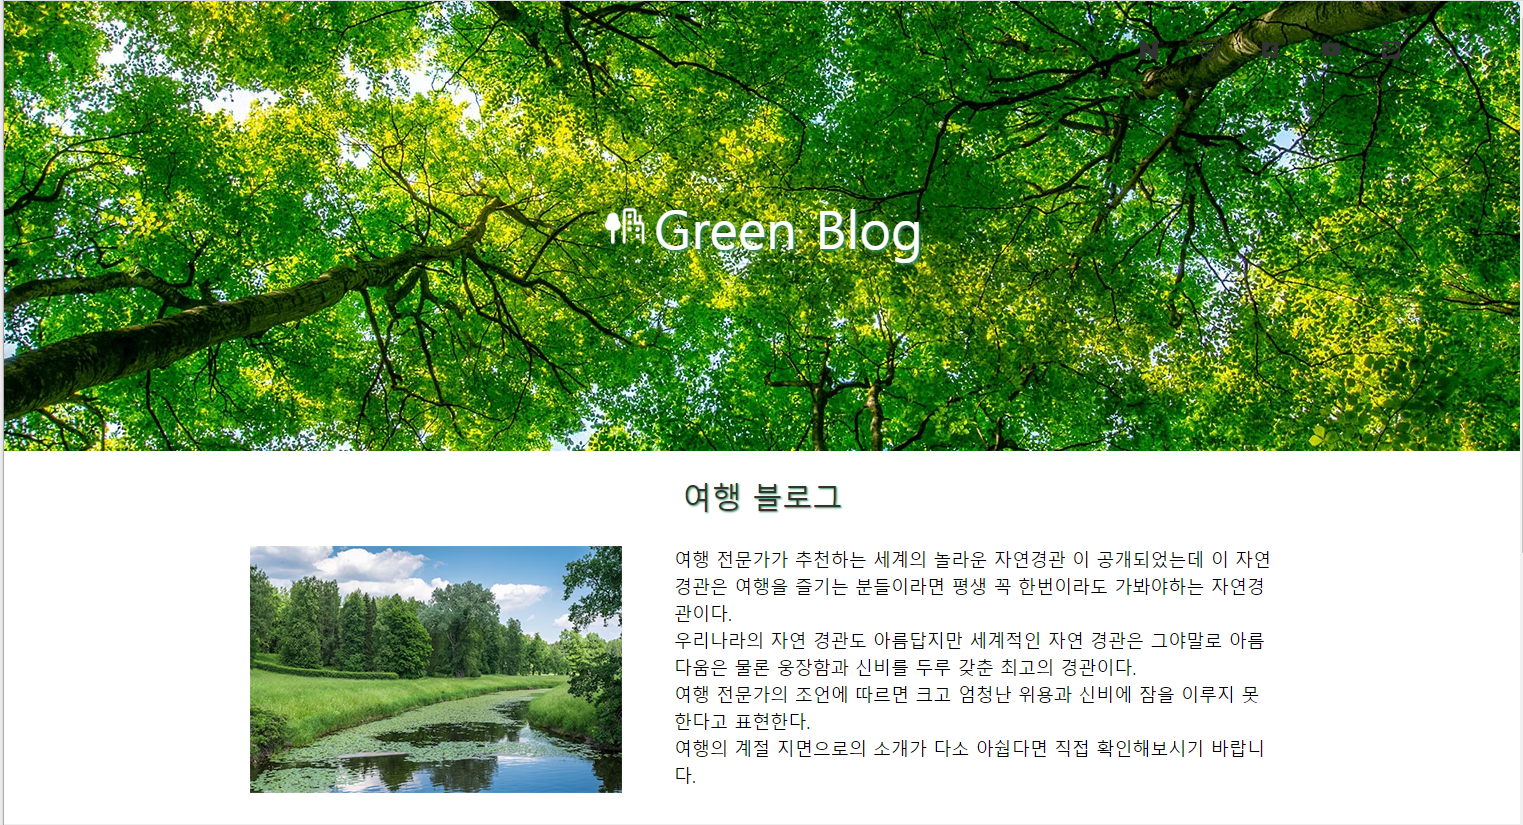 Green Blog
여행 블로그
여행 전문가가 추천하는 세계의 놀라운 자연경관 이 공개되었는데 이 자연
경관은 여행을 즐기는 분들이라면 평생 꼭 한번이라도 가봐야하는 자연경
관이다.
우리나라의 자연 경관도 아름답지만 세계적인 자연 경관은 그야말로 아름
다움은 물론 웅장함과 신비를 두루 갖춘 최고의 경관이다.
여행 전문가의 조언에 따르면 크고 엄청난 위용과 신비에 잠을 이루지 못
한다고 표현한다.
여행의 계절 지면으로의 소개가 다소 아쉽다면 직접 확인해보시기 바랍니
다.